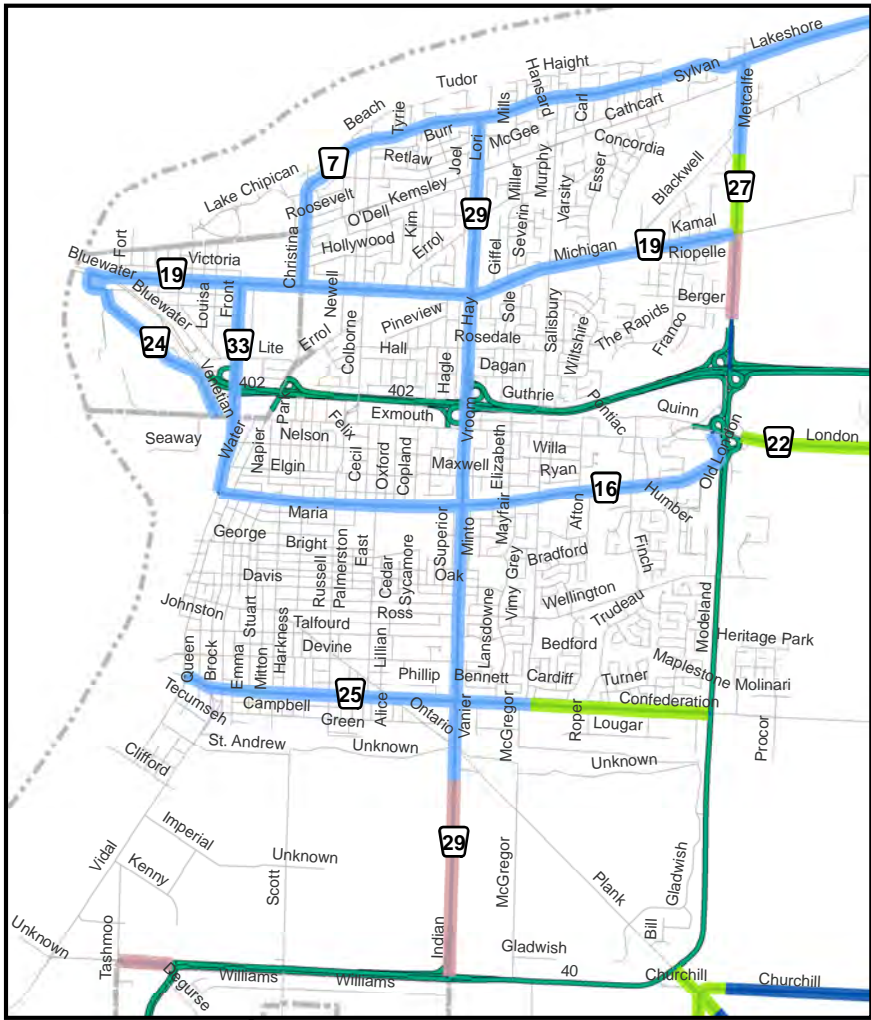 Lakeshore
Haight
Hansard
Sylvan
Tudor
Carl
Cathcart
Metcalfe
Beach
Tyrie
Mills
Burr
Lori
McGee
Concordia
Retlaw
Joel
Murphy
Esser
Blackwell
7
Lake Chipican
Roosevelt
Kemsley
Miller
Varsity
27
O'Dell
Kim
29
Severin
Kamal
Fort
Christina
Hollywood
Errol
Giffel
Michigan
19
Riopelle
Victoria
Bluewater
19
Bluewater
Louisa
Front
Newell
Hay
Sole
Salisbury
Berger
Pineview
The Rapids
Franco
24
33
Lite
Errol
Colborne
Hall
Rosedale
Wiltshire
Venetian
402
402
Hagle
Dagan
Guthrie
Pontiac
Quinn
Park
Felix
Exmouth
Vroom
Seaway
Water
Napier
Nelson
Elizabeth
Willa
Old London
22
London
Elgin
Cecil
Oxford
Copland
Maxwell
Ryan
16
Humber
Maria
Mayfair
Afton
George
Bright
East
Superior
Minto
Finch
Russell
Palmerston
Cedar
Sycamore
Grey
Bradford
Davis
Oak
Vimy
Wellington
Johnston
Stuart
Ross
Trudeau
Modeland
Talfourd
Lansdowne
Heritage Park
Queen
Brock
Emma
Mitton
Harkness
Devine
Lillian
Bedford
Maplestone
Phillip
Bennett
Cardiff
Turner
Molinari
Tecumseh
Campbell
25
Alice
Ontario
Vanier
McGregor
Roper
Confederation
Green
Lougar
Procor
St. Andrew
Unknown
Unknown
Clifford
Imperial
Vidal
Unknown
29
Kenny
Scott
McGregor
Plank
Gladwish
Unknown
Tashmoo
Indian
Bill
Gladwish
Degurse
Williams
Williams
40
Churchill
Churchill